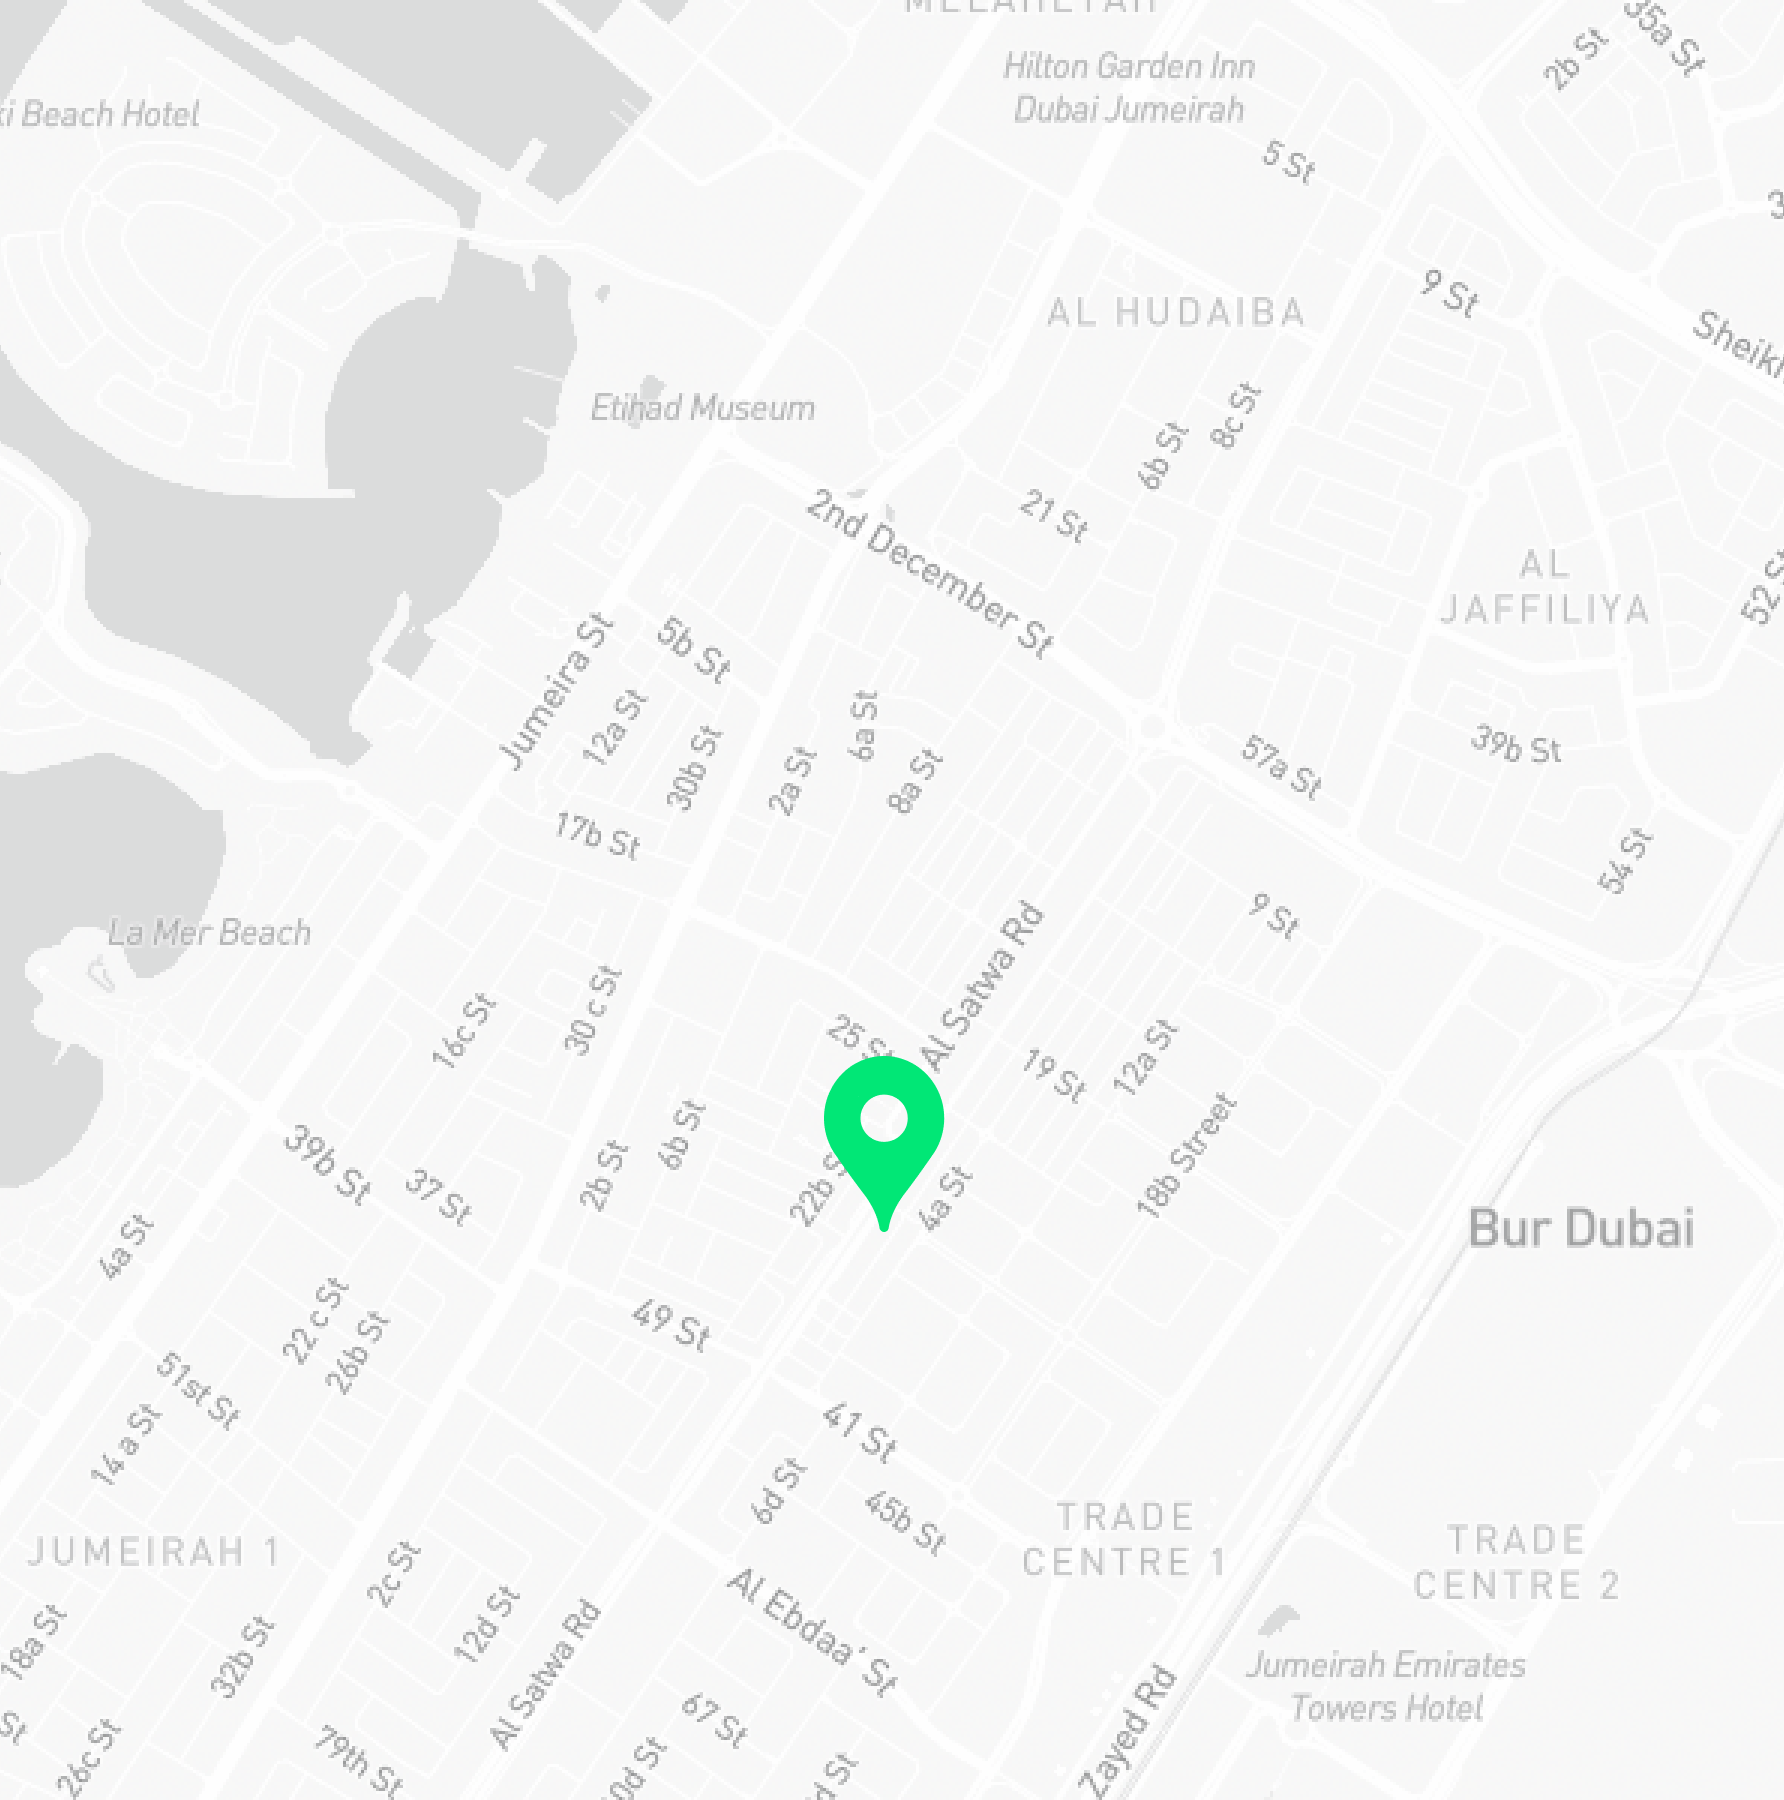 Hilton Garden Inn
Dubai Jumeirah
35a St
2b St
Beach Hotel
5 St
9 St
AL HUDAIBA
Etihad Museum
8c St
6b St
21 St
2nd December St
AL
JAFFILIYA
Jumeira St
5b St
12a St
6a St
30b St
2a St
8a St
57a St
39b St
17b St
54 St
9 St
La Mer Beach
Al Satwa Rd
16c St
30 c St
25
19 St
12a St
18b Street
39b St
37 St
2b St
6b St
22b
4a St
Bur Dubai
4a St
22 c St
26b St
49 St
51st St
14 a St
41 St
6d St
45b St
TRADE
CENTRE 1
TRADE
CENTRE 2
JUMEIRAH 1
2c St
12d St
Al Satwa Rd
Al Ebdaa' St
18a St
32b St
Jumeirah Emirates
Towers Hotel
Zayed Rd
67 St
26c St
79th St